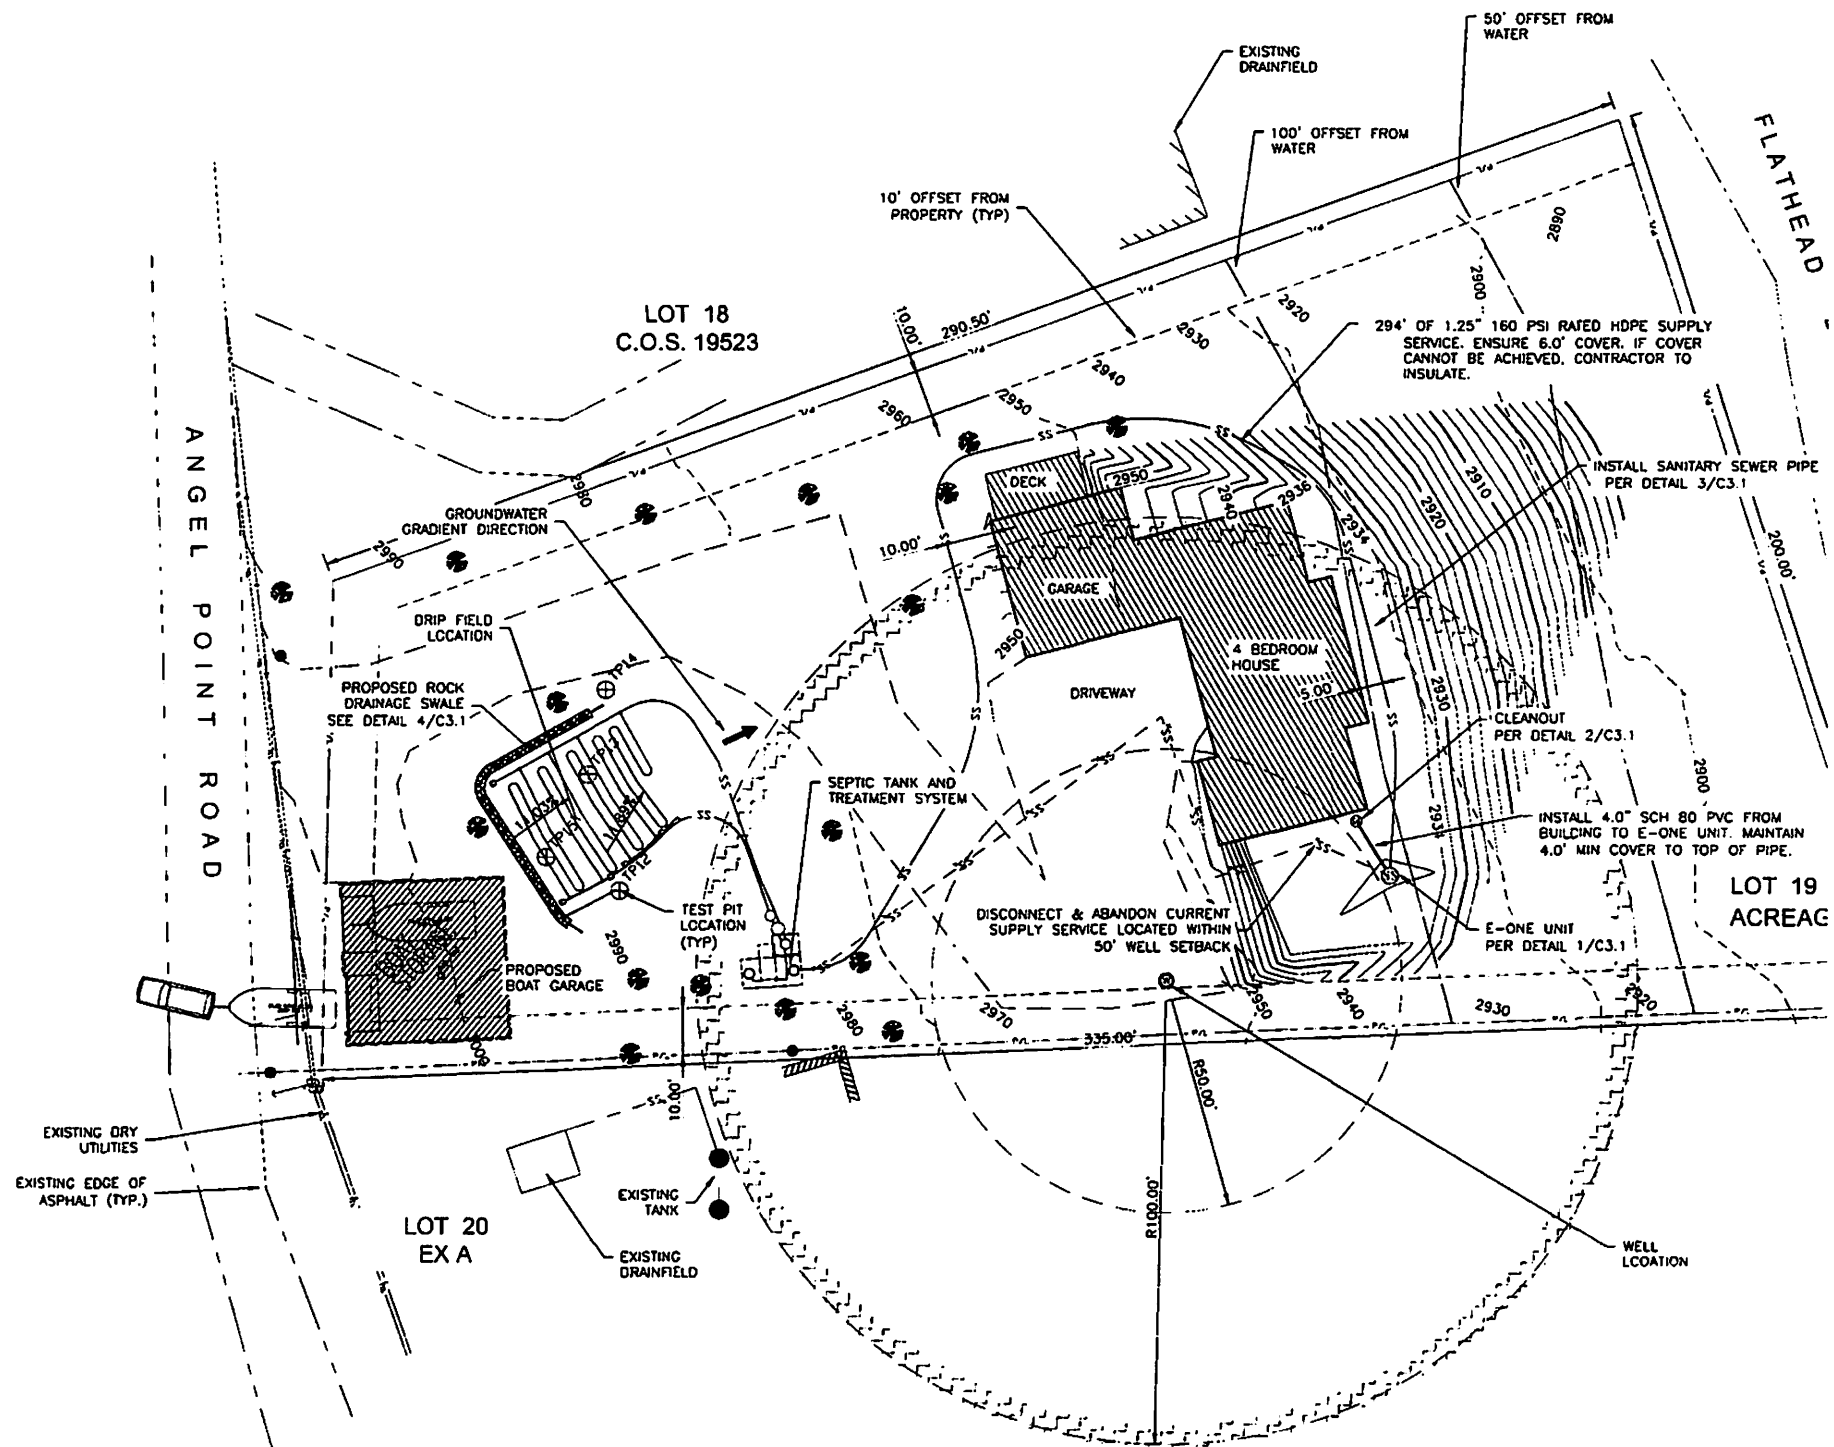 50' OFFSET FROM
WATER
EXISTING
DRAINFIELD
100' OFFSET FROM
WATER
10' OFFSET FROM
PROPERTY (TYP)
FLATHEAD
2890
2900
2920
2930
2940
2950
2960
LOT 18
C.O.S. 19523
10.00'
290.50'
294' OF 1.25" 160 PSI RATED HDPE SUPPLY
SERVICE. ENSURE 6.0' COVER. IF COVER
CANNOT BE ACHIEVED, CONTRACTOR TO
INSULATE.
ANGEL POINT ROAD
2980
2990
GROUNDWATER
GRADIENT DIRECTION
DECK
2950
2940
2936
2934
2920
2910
INSTALL SANITARY SEWER PIPE
PER DETAIL 3/C3.1
200.00'
10.00'
GARAGE
2950
DRIP FIELD
LOCATION
TP14
4 BEDROOM
HOUSE
5.00'
DRIVEWAY
PROPOSED ROCK
DRAINAGE SWALE
SEE DETAIL 4/C3.1
2930
CLEANOUT
PER DETAIL 2/C3.1
2900
TP13
SEPTIC TANK AND
TREATMENT SYSTEM
TP12
INSTALL 4.0" SCH 80 PVC FROM
BUILDING TO E-ONE UNIT. MAINTAIN
4.0' MIN COVER TO TOP OF PIPE.
LOT 19
ACREAG
TEST PIT
LOCATION
(TYP)
DISCONNECT & ABANDON CURRENT
SUPPLY SERVICE LOCATED WITHIN
50' WELL SETBACK
E-ONE UNIT
PER DETAIL 1/C3.1
2990
PROPOSED
BOAT GARAGE
2980
2970
2950
2940
2930
2920
335.00'
10.00'
R50.00'
R100.00'
EXISTING DRY
UTILITIES
EXISTING EDGE OF
ASPHALT (TYP.)
EXISTING
TANK
LOT 20
EX A
EXISTING
DRAINFIELD
WELL
LCOATION